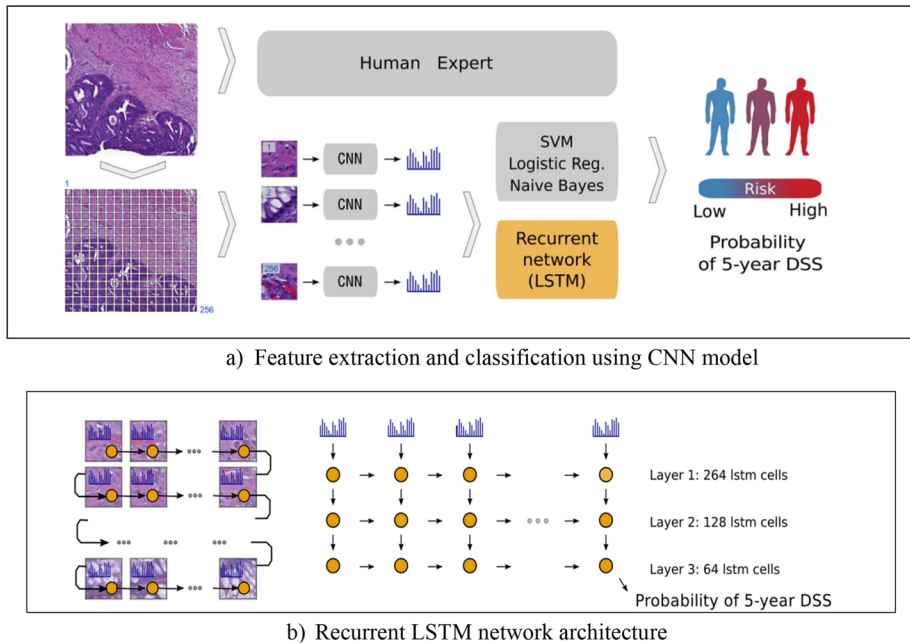 Human Expert
1
256
1
CNN
2
CNN
256
CNN
SVM
Logistic Reg.
Naive Bayes
Recurrent
network
(LSTM)
Risk
Low
High
Probability
of 5-year DSS
a) Feature extraction and classification using CNN model
Layer 1: 264 lstm cells
Layer 2: 128 lstm cells
Layer 3: 64 lstm cells
Probability of 5-year DSS
b) Recurrent LSTM network architecture